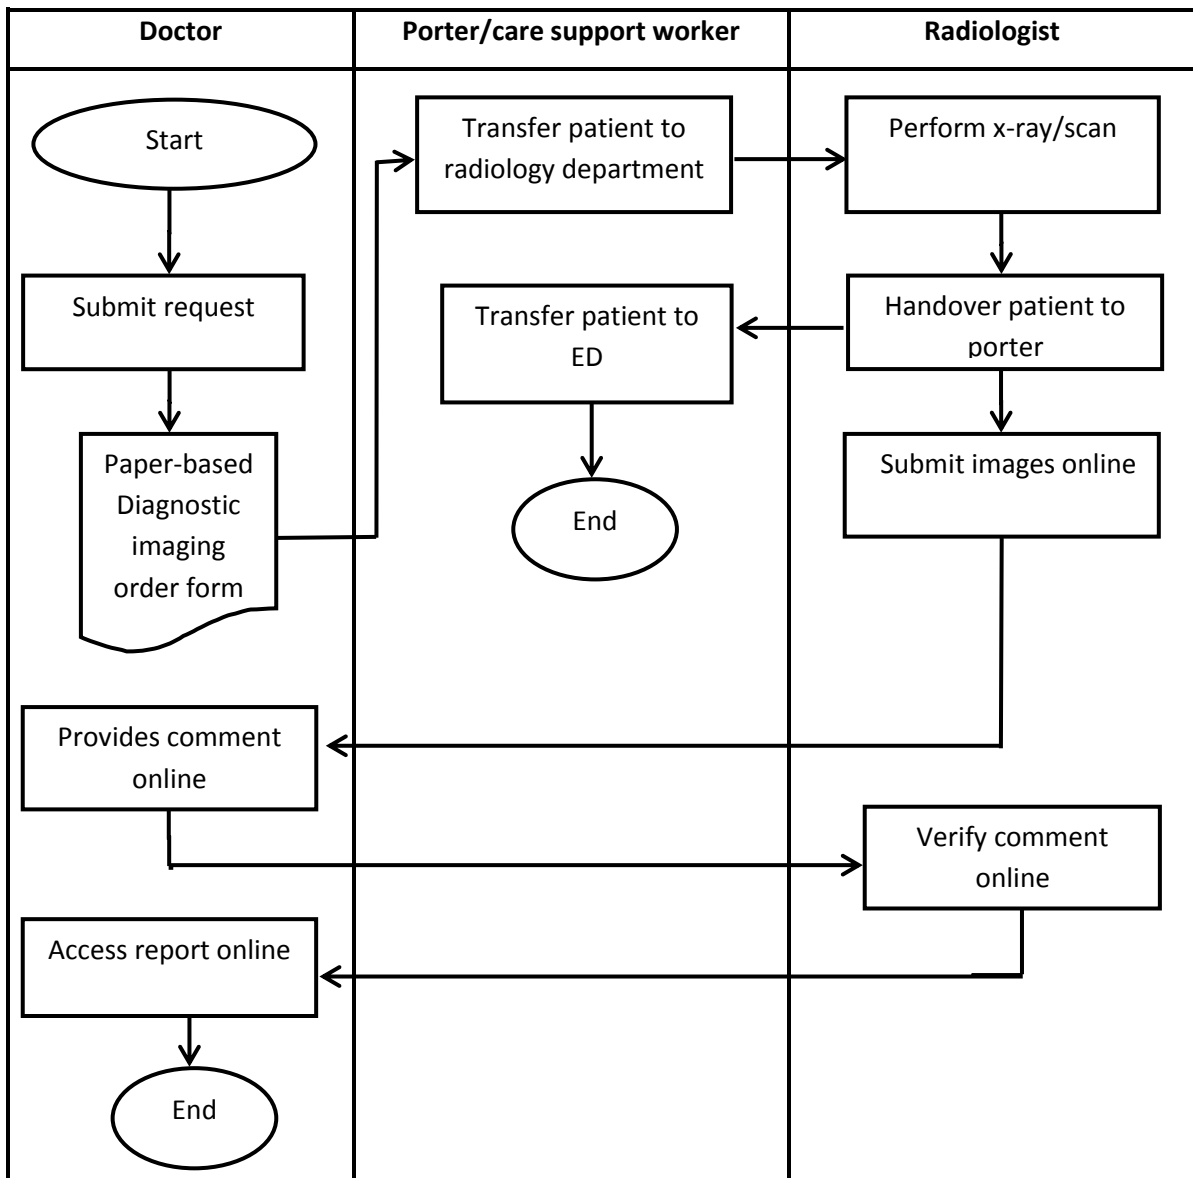 Doctor
Porter/care support worker
Radiologist
Start
Transfer patient to
radiology department
Perform x-ray/scan
Submit request
Transfer patient to
ED
Handover patient to
porter
Paper-based
Diagnostic
imaging
order form
End
Submit images online
Provides comment
online
Verify comment
online
Access report online
End